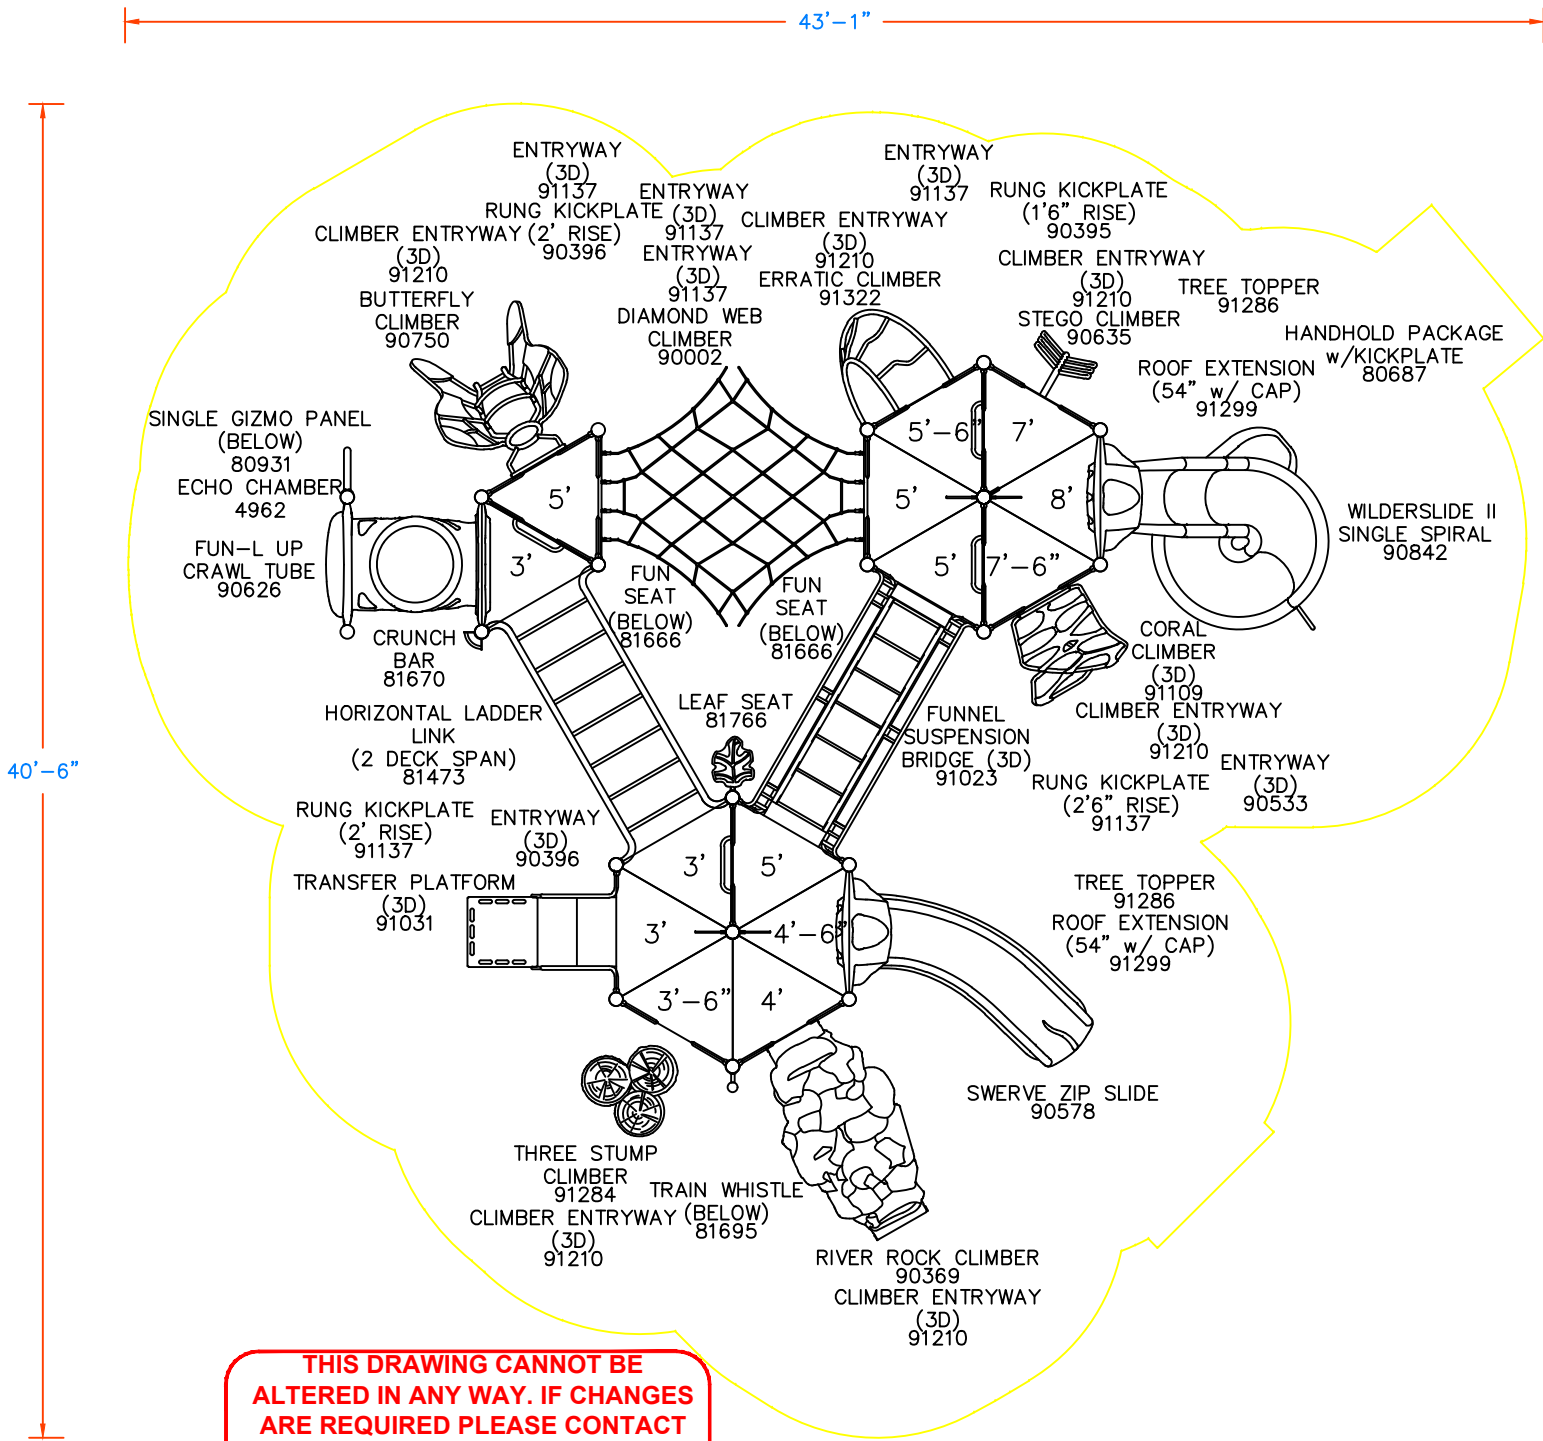 43'-1"
40'-6"
ENTRYWAY
(3D)
91137
RUNG KICKPLATE
(2' RISE)
90396
CLIMBER ENTRYWAY
(3D)
91210
BUTTERFLY
CLIMBER
90750
ENTRYWAY
(3D)
91137
ENTRYWAY
(3D)
91137
DIAMOND WEB
CLIMBER
90002
CLIMBER ENTRYWAY
(3D)
91210
ERRATIC CLIMBER
91322
ENTRYWAY
(3D)
91137
RUNG KICKPLATE
(1'6" RISE)
90395
CLIMBER ENTRYWAY
(3D)
91210
STEGO CLIMBER
90635
TREE TOPPER
91286
ROOF EXTENSION
(54" w/ CAP)
91299
HANDHOLD PACKAGE
w/KICKPLATE
80687
SINGLE GIZMO PANEL
(BELOW)
80931
ECHO CHAMBER
4962
FUN-L UP
CRAWL TUBE
90626
CRUNCH
BAR
81670
5'
3'
FUN
SEAT
(BELOW)
81666
FUN
SEAT
(BELOW)
81666
5'-6"
7'
5'
8'
5'
7'-6"
WILDERSLIDE II
SINGLE SPIRAL
90842
CORAL
CLIMBER
(3D)
91109
CLIMBER ENTRYWAY
(3D)
91210
RUNG KICKPLATE
(2'6" RISE)
91137
ENTRYWAY
(3D)
90533
HORIZONTAL LADDER
LINK
(2 DECK SPAN)
81473
LEAF SEAT
81766
FUNNEL
SUSPENSION
BRIDGE (3D)
91023
RUNG KICKPLATE
(2' RISE)
91137
ENTRYWAY
(3D)
90396
TRANSFER PLATFORM
(3D)
91031
3'
5'
3'
4'-6"
3'-6"
4'
TREE TOPPER
91286
ROOF EXTENSION
(54" w/ CAP)
91299
SWERVE ZIP SLIDE
90578
THREE STUMP
CLIMBER
91284
CLIMBER ENTRYWAY
(3D)
91210
TRAIN WHISTLE
(BELOW)
81695
RIVER ROCK CLIMBER
90369
CLIMBER ENTRYWAY
(3D)
91210
THIS DRAWING CANNOT BE
ALTERED IN ANY WAY. IF CHANGES
ARE REQUIRED PLEASE CONTACT